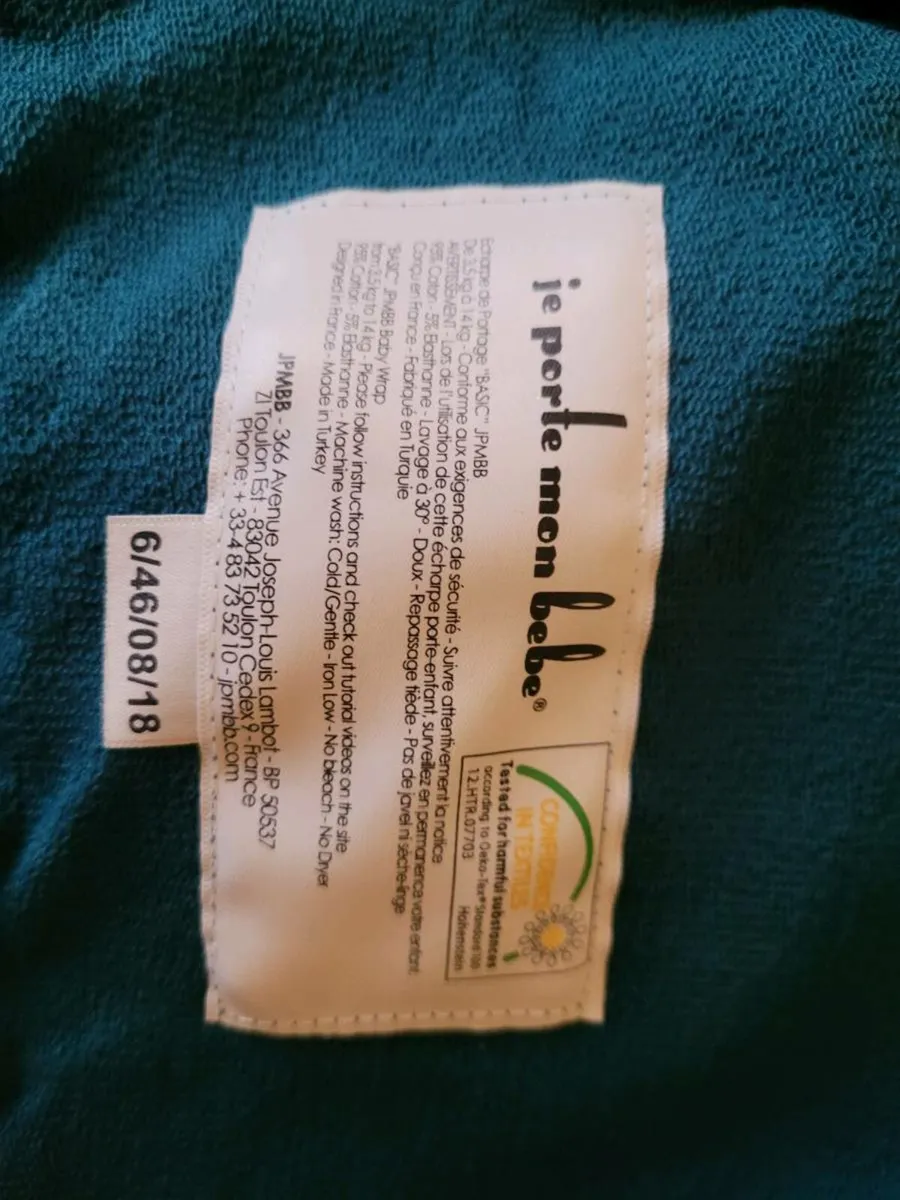 je porte mon bebe®
Echarpe de Portage "BASIC" JPMBB
De 3,5 kg à 14 kg - Conforme aux exigences de sécurité - Suivre attentivement la notice
AVERTISSEMENT - Lors de l'utilisation de cette écharpe porte-enfant, surveillez en permanence votre enfant.
95% Coton - 5% Elasthanne - Lavage à 30° - Doux - Repassage tiède - Pas de javel ni sèche-linge
Conçu en France - Fabriqué en Turquie
"BASIC" JPMBB Baby Wrap
from 3,5 kg to 14 kg - Please follow instructions and check out tutorial videos on the site
95% Cotton - 5% Elasthanne - Machine wash: Cold/Gentle - Iron Low - No bleach - No Dryer
Designed in France - Made in Turkey
JPMBB - 366 Avenue Joseph-Louis Lambot - BP 50537
ZI Toulon Est - 83042 Toulon Cedex 9 - France
Phone: + 33-4 83 73 52 10 - jpmbb.com
CONFIDENCE
IN TEXTILES
Tested for harmful substances
according to Oeko-Tex® Standard 100
12.HTR.07703 Hohenstein
6/46/08/18